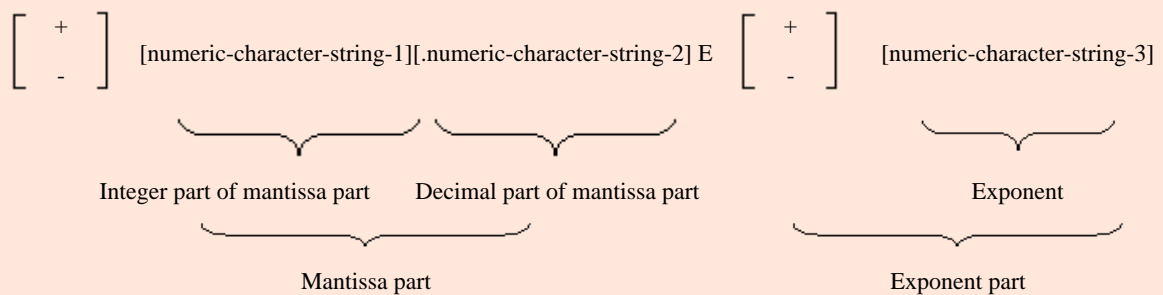 + +
[numeric-character-string-1][.numeric-character-string-2] E [numeric-character-string-3]
- -
Integer part of mantissa part Decimal part of mantissa part Exponent
Mantissa part Exponent part